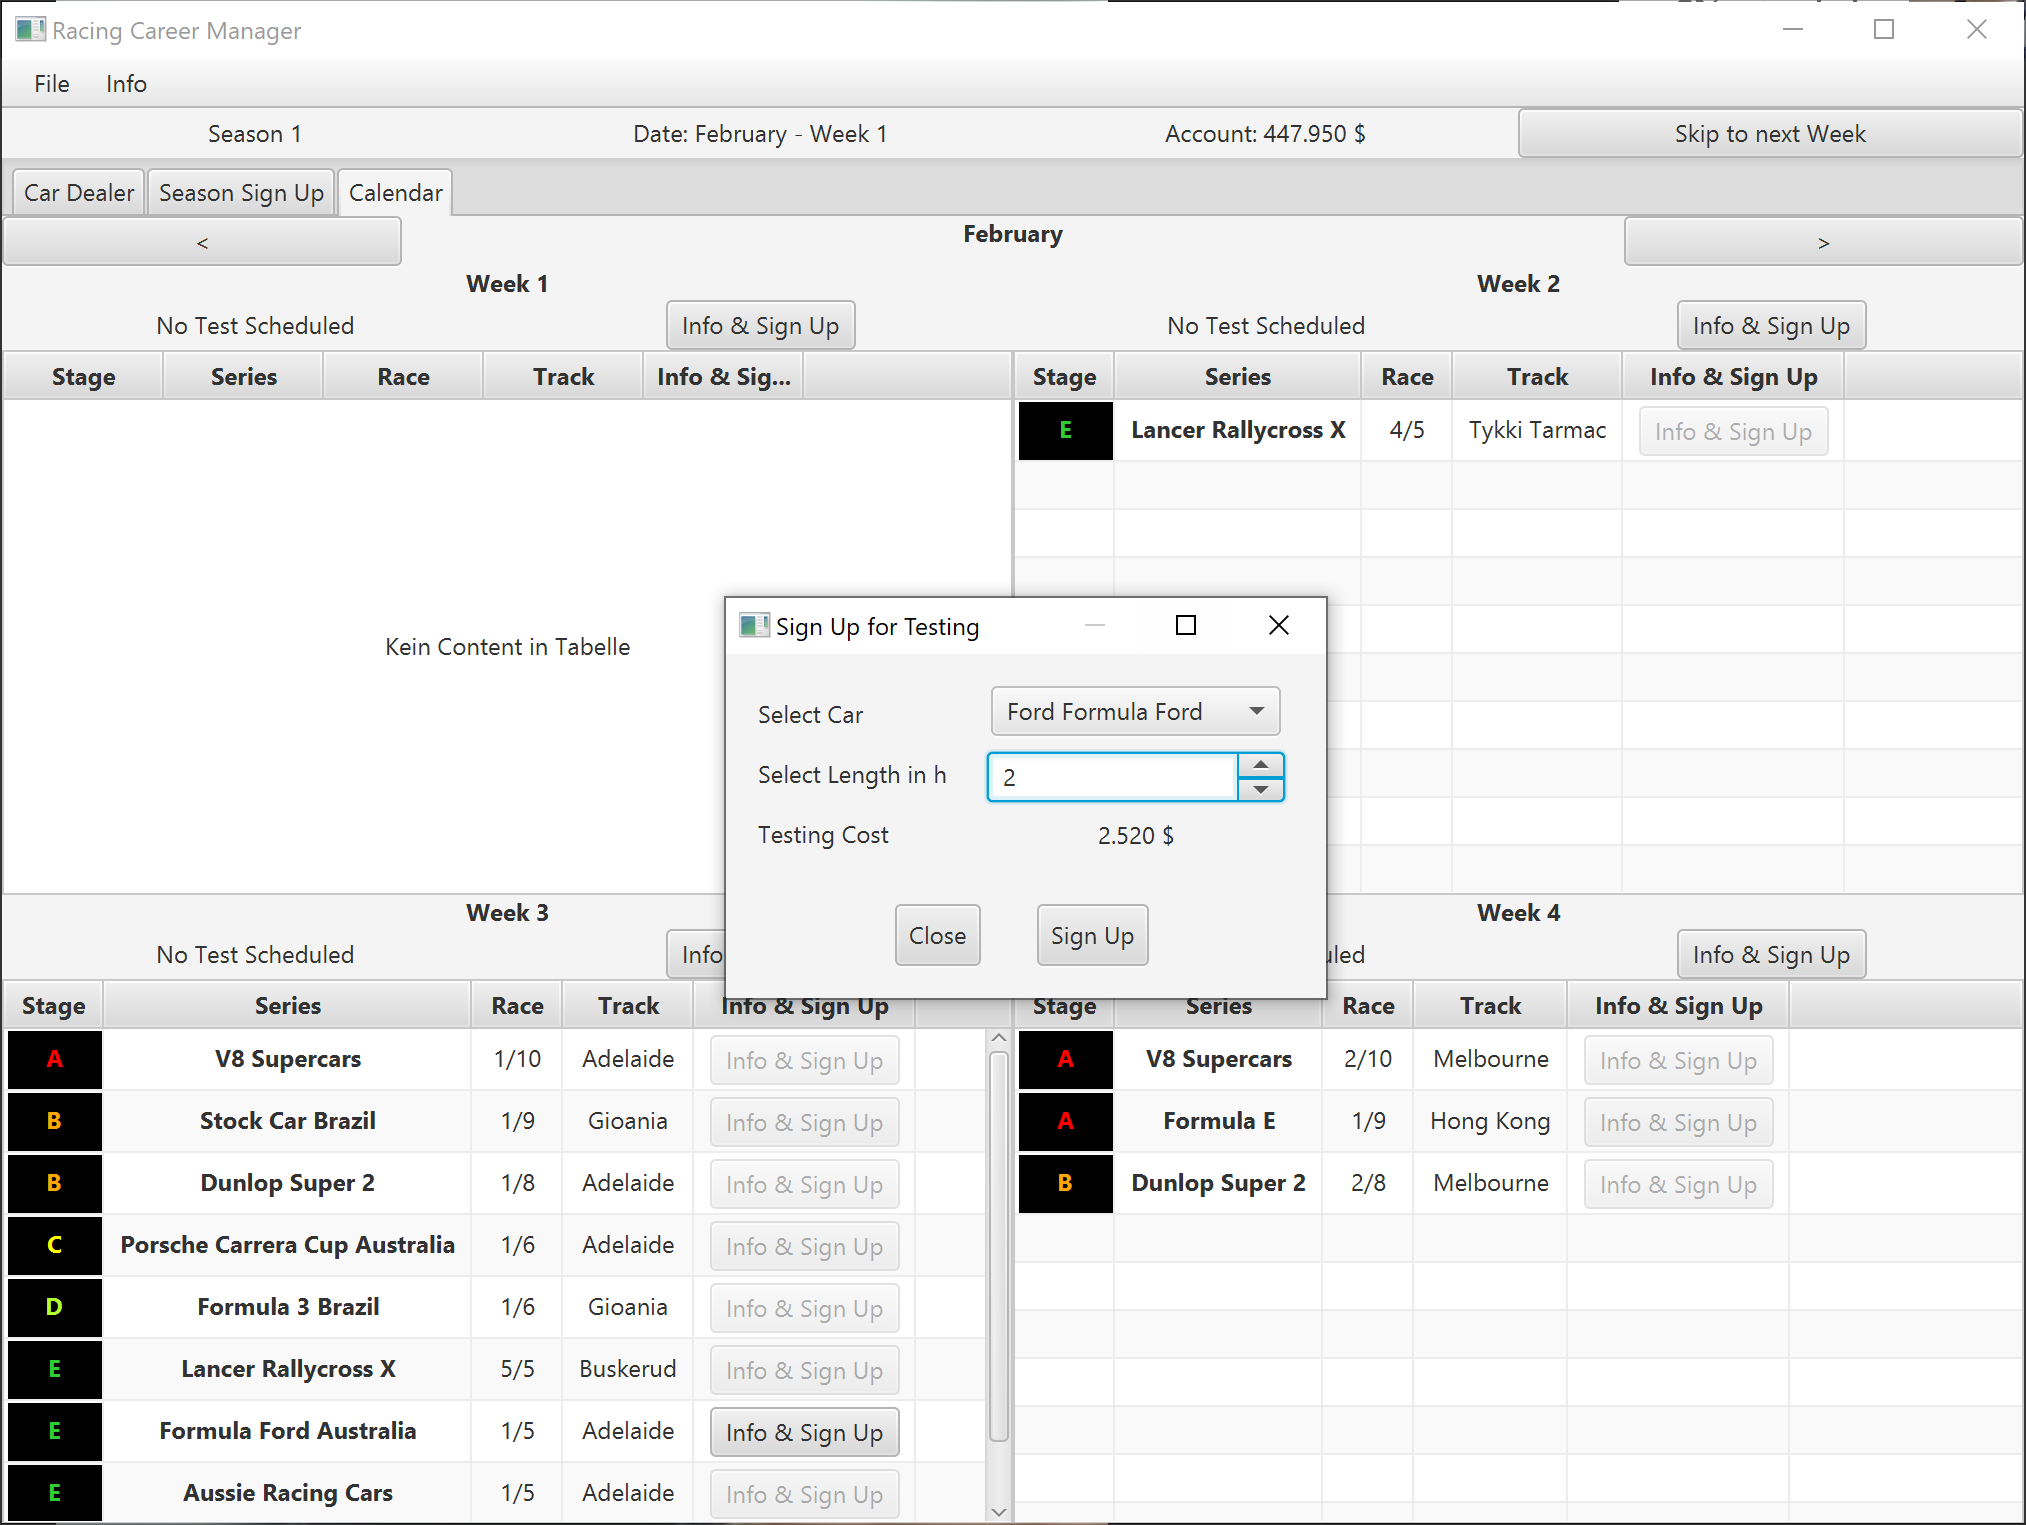 Racing Career Manager
File Info
Season 1 Date: February - Week 1 Account: 447.950 $ Skip to next Week
Car Dealer Season Sign Up Calendar
< February >
Week 1
No Test Scheduled Info & Sign Up
Stage Series Race Track Info & Sig...
Kein Content in Tabelle
Week 2
No Test Scheduled Info & Sign Up
Stage Series Race Track Info & Sign Up
E Lancer Rallycross X 4/5 Tykki Tarmac Info & Sign Up
Sign Up for Testing
Select Car Ford Formula Ford
Select Length in h 2
Testing Cost 2.520 $
Close Sign Up
Week 3
No Test Scheduled Info
Stage Series Race Track Info & Sign Up
A V8 Supercars 1/10 Adelaide Info & Sign Up
B Stock Car Brazil 1/9 Gioania Info & Sign Up
B Dunlop Super 2 1/8 Adelaide Info & Sign Up
C Porsche Carrera Cup Australia 1/6 Adelaide Info & Sign Up
D Formula 3 Brazil 1/6 Gioania Info & Sign Up
E Lancer Rallycross X 5/5 Buskerud Info & Sign Up
E Formula Ford Australia 1/5 Adelaide Info & Sign Up
E Aussie Racing Cars 1/5 Adelaide Info & Sign Up
Week 4
uled Info & Sign Up
Stage Series Race Track Info & Sign Up
A V8 Supercars 2/10 Melbourne Info & Sign Up
A Formula E 1/9 Hong Kong Info & Sign Up
B Dunlop Super 2 2/8 Melbourne Info & Sign Up